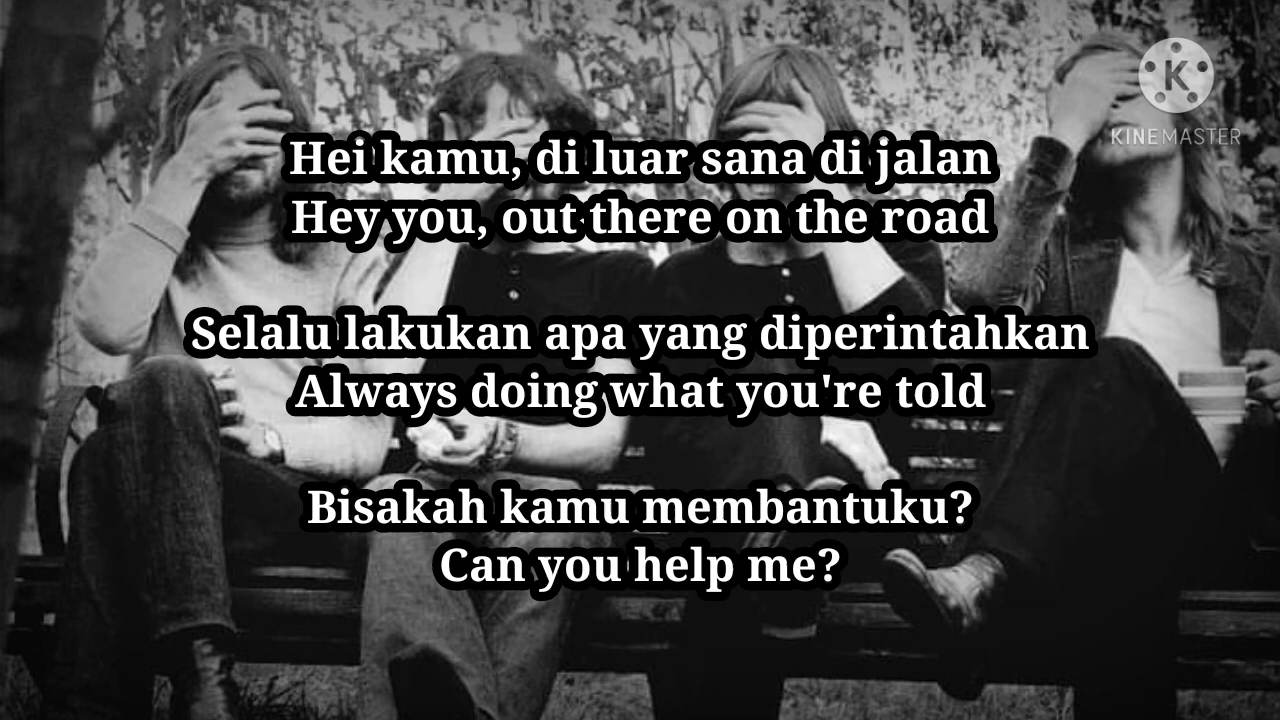 KINEMASTER
Hei kamu, di luar sana di jalan
Hey you, out there on the road
Selalu lakukan apa yang diperintahkan
Always doing what you're told
Bisakah kamu membantuku?
Can you help me?